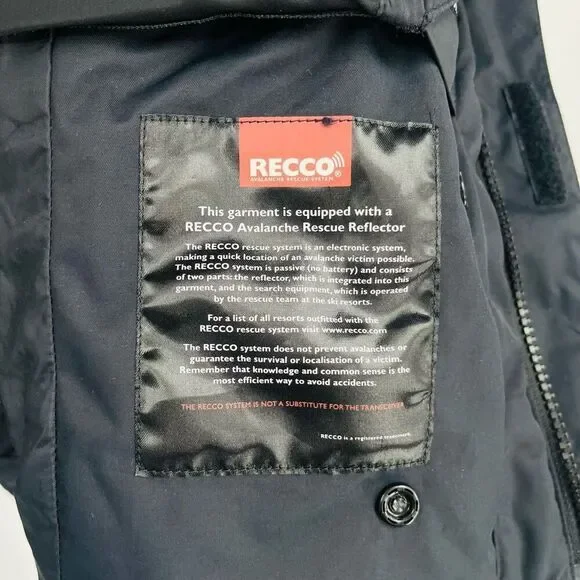 RECCO®
AVALANCHE RESCUE SYSTEM
This garment is equipped with a
RECCO Avalanche Rescue Reflector
The RECCO rescue system is an electronic system,
making a quick location of an avalanche victim possible.
The RECCO system is passive (no battery) and consists
of two parts: the reflector, which is integrated into this
garment, and the search equipment, which is operated
by the rescue team at the ski resorts.
For a list of all resorts outfitted with the
RECCO rescue system visit www.recco.com
The RECCO system does not prevent avalanches or
guarantee the survival or localisation of a victim.
Remember that knowledge and common sense is the
most efficient way to avoid accidents.
THE RECCO SYSTEM IS NOT A SUBSTITUTE FOR THE TRANSCEIVER
RECCO is a registered trademark.